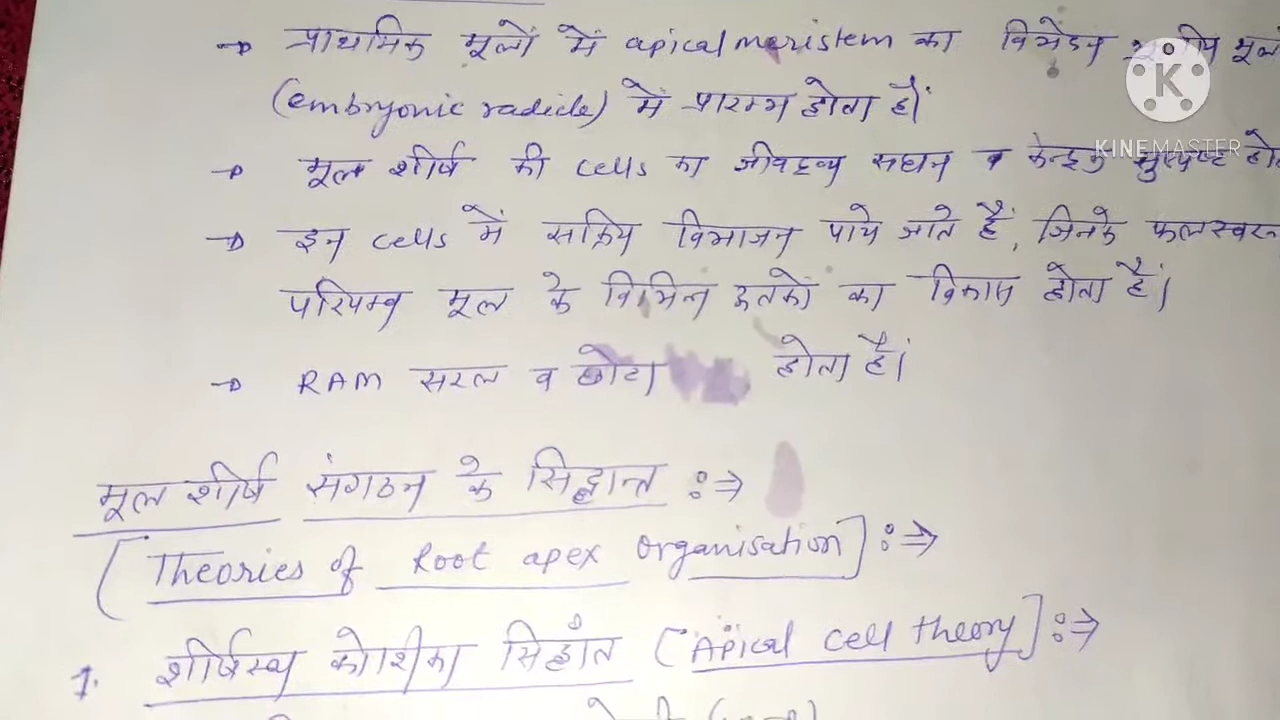 → प्राथमिक मूलों में apical meristem का विभेदन मूल
(embryonic radicle) में प्रारम्भ होता है।
→ मूल शीर्ष की cells का जीवद्रव्य सघन व केन्द्रक सुस्पष्ट
→ इन cells में सक्रिय विभाजन पाये जाते हैं, जिनके फलस्वरू
परिपक्व मूल के विभिन्न ऊतकों का विकास होता है।
→ RAM सरल व छोटा होता है।
मूल शीर्ष संगठन के सिद्धान्त :⇒
[Theories of Root apex organisation] :⇒
1. शीर्षस्थ कोशिका सिद्धांत [Apical cell theory] :⇒
K
KINEMASTER